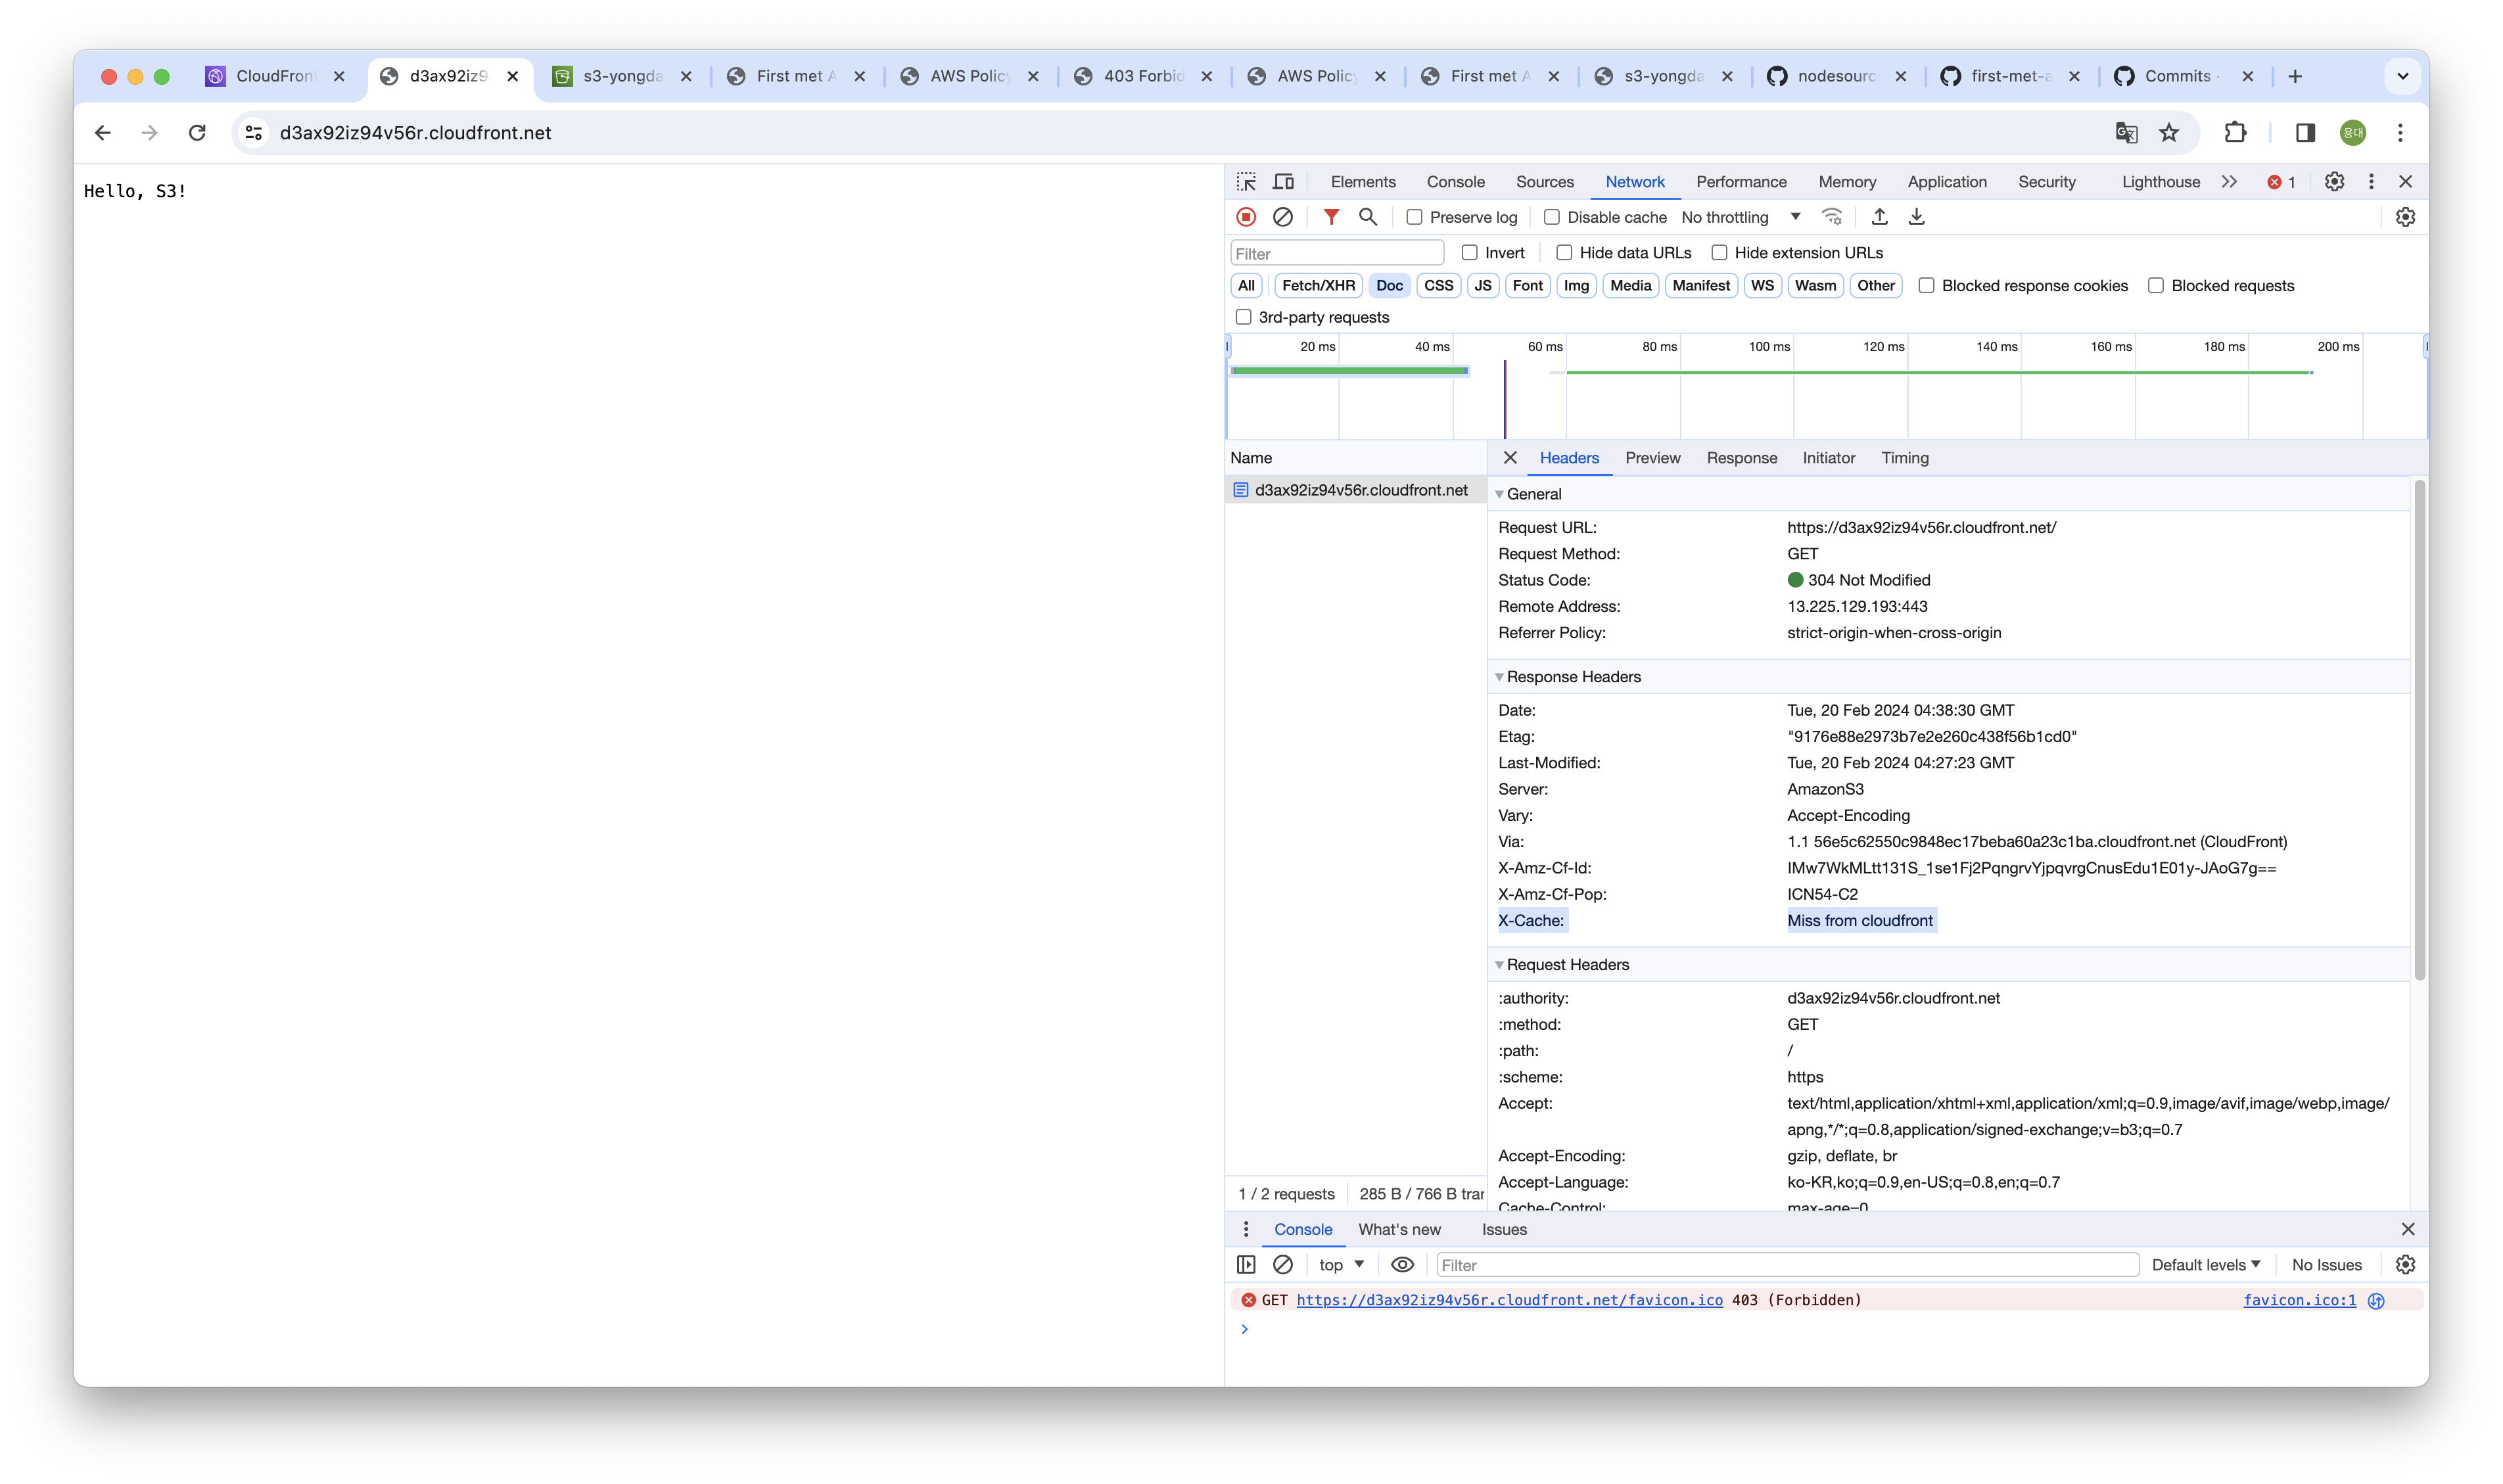 CloudFron
d3ax92iz9
s3-yongda
First met A
AWS Policy
403 Forbid
AWS Policy
First met A
s3-yongda
nodesourc
first-met-a
Commits ·
d3ax92iz94v56r.cloudfront.net
용대
Hello, S3!
Elements Console Sources Network Performance Memory Application Security Lighthouse 1
Preserve log Disable cache No throttling
Filter Invert Hide data URLs Hide extension URLs
All Fetch/XHR Doc CSS JS Font Img Media Manifest WS Wasm Other Blocked response cookies Blocked requests
3rd-party requests
20 ms 40 ms 60 ms 80 ms 100 ms 120 ms 140 ms 160 ms 180 ms 200 ms
Name
d3ax92iz94v56r.cloudfront.net
Headers Preview Response Initiator Timing
General
Request URL: https://d3ax92iz94v56r.cloudfront.net/
Request Method: GET
Status Code: 304 Not Modified
Remote Address: 13.225.129.193:443
Referrer Policy: strict-origin-when-cross-origin
Response Headers
Date: Tue, 20 Feb 2024 04:38:30 GMT
Etag: "9176e88e2973b7e2e260c438f56b1cd0"
Last-Modified: Tue, 20 Feb 2024 04:27:23 GMT
Server: AmazonS3
Vary: Accept-Encoding
Via: 1.1 56e5c62550c9848ec17beba60a23c1ba.cloudfront.net (CloudFront)
X-Amz-Cf-Id: IMw7WkMLtt131S_1se1Fj2PqngrvYjpqvrgCnusEdu1E01y-JAoG7g==
X-Amz-Cf-Pop: ICN54-C2
X-Cache: Miss from cloudfront
Request Headers
:authority: d3ax92iz94v56r.cloudfront.net
:method: GET
:path: /
:scheme: https
Accept: text/html,application/xhtml+xml,application/xml;q=0.9,image/avif,image/webp,image/
apng,*/*;q=0.8,application/signed-exchange;v=b3;q=0.7
Accept-Encoding: gzip, deflate, br
Accept-Language: ko-KR,ko;q=0.9,en-US;q=0.8,en;q=0.7
Cache-Control: max-age=0
1 / 2 requests 285 B / 766 B tran
Console What's new Issues
top Filter Default levels No Issues
GET https://d3ax92iz94v56r.cloudfront.net/favicon.ico 403 (Forbidden) favicon.ico:1